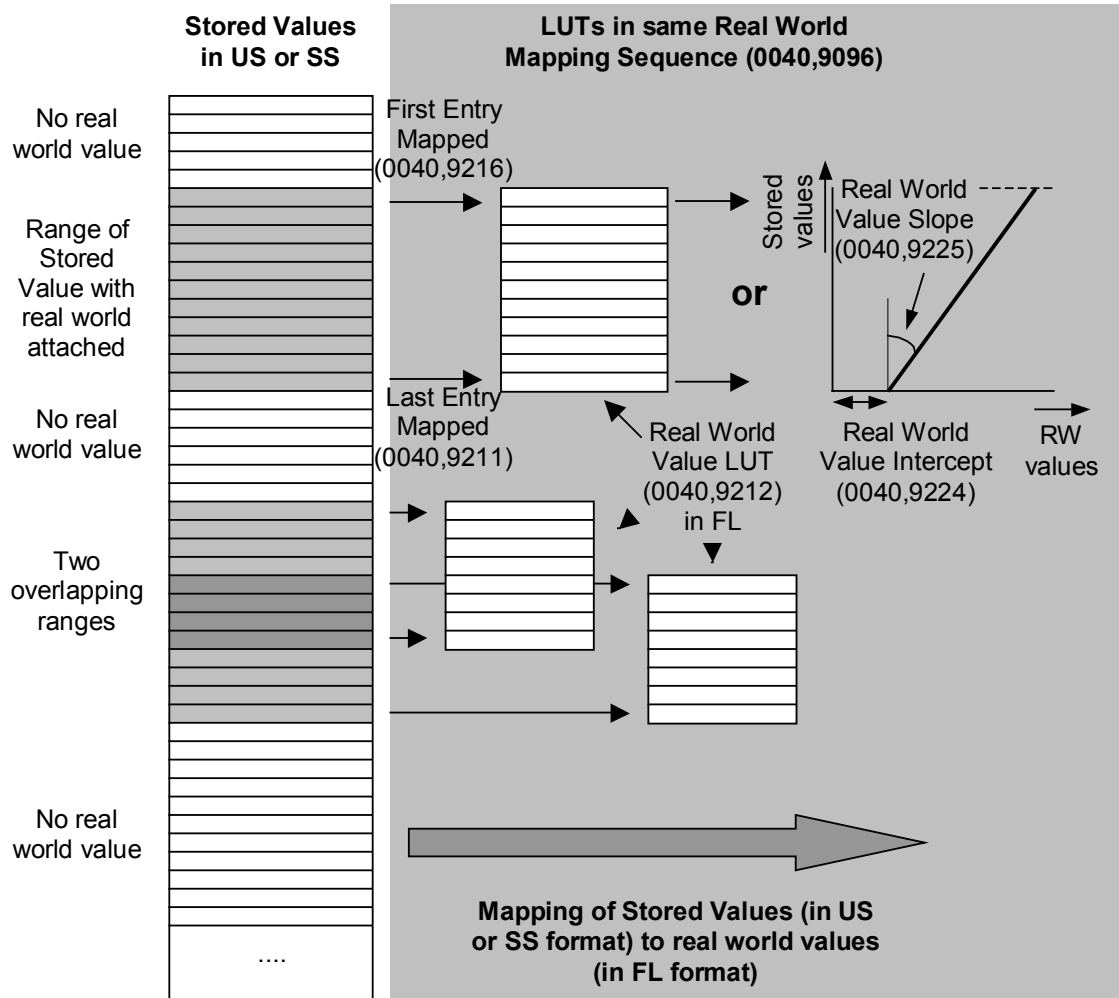 Stored Values
in US or SS
LUTs in same Real World
Mapping Sequence (0040,9096)
No real
world value
First Entry
Mapped
(0040,9216)
Range of
Stored
Value with
real world
attached
Stored
values
Real World
Value Slope
(0040,9225)
or
No real
world value
Last Entry
Mapped
(0040,9211)
Real World
Value LUT
(0040,9212)
in FL
Real World
Value Intercept
(0040,9224)
RW
values
Two
overlapping
ranges
No real
world value
Mapping of Stored Values (in US
or SS format) to real world values
(in FL format)
....